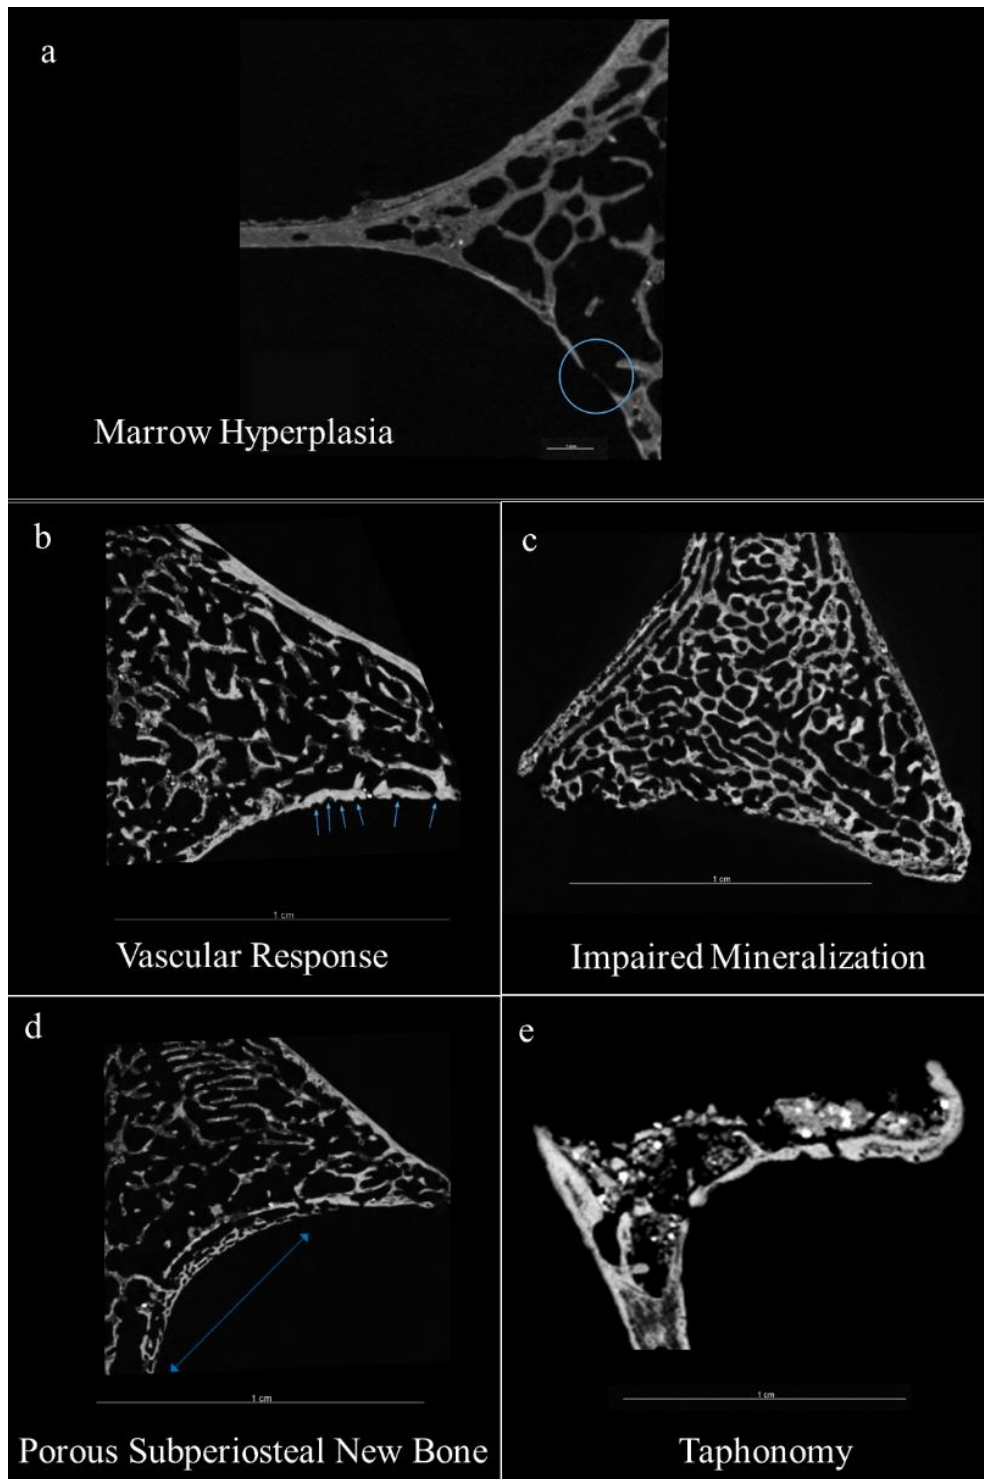 a
Marrow Hyperplasia
b
1 cm
Vascular Response
c
1 cm
Impaired Mineralization
d
1 cm
Porous Subperiosteal New Bone
e
1 cm
Taphonomy